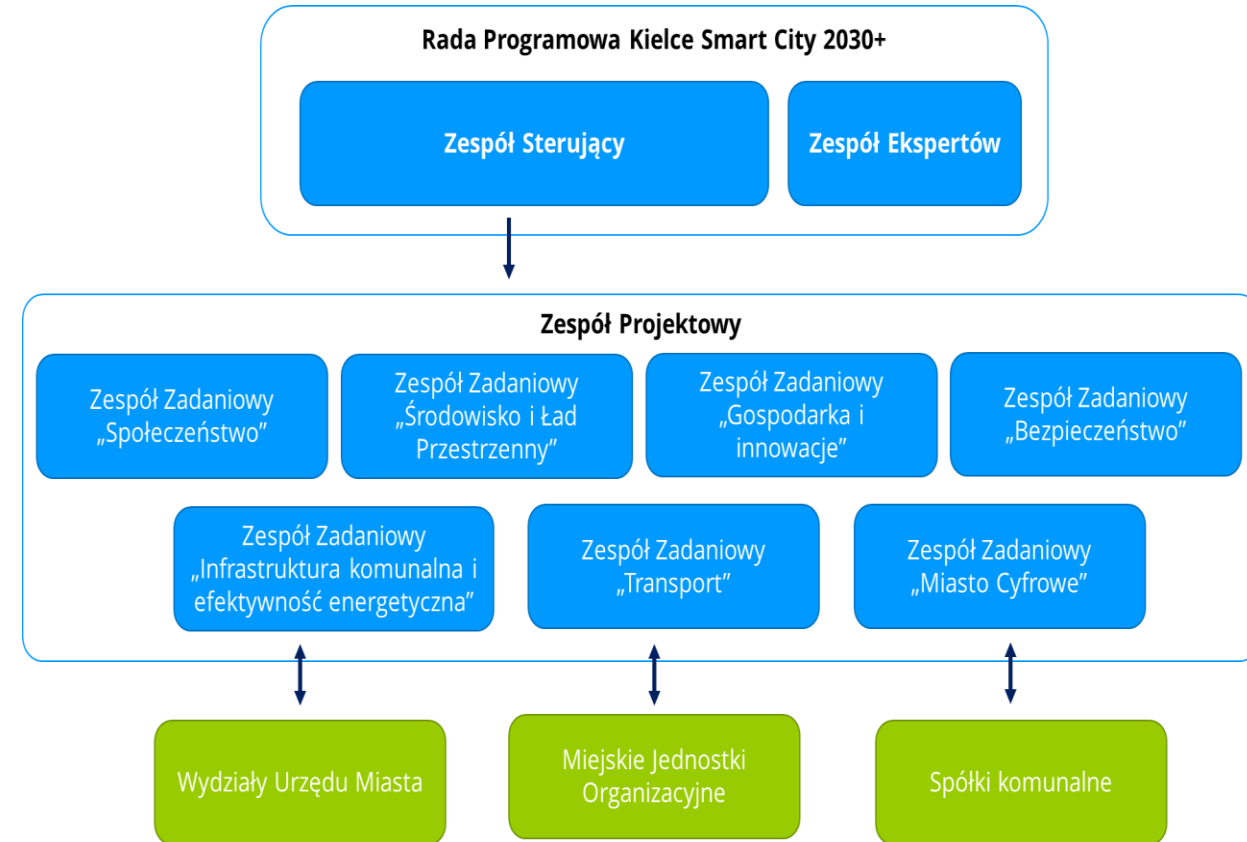 Rada Programowa Kielce Smart City 2030+
Zespół Sterujący
Zespół Ekspertów
Zespół Projektowy
Zespół Zadaniowy
„Społeczeństwo”
Zespół Zadaniowy
„Środowisko i Ład
Przestrzenny”
Zespół Zadaniowy
„Gospodarka i
innowacje”
Zespół Zadaniowy
„Bezpieczeństwo”
Zespół Zadaniowy
„Infrastruktura komunalna i
efektywność energetyczna”
Zespół Zadaniowy
„Transport”
Zespół Zadaniowy
„Miasto Cyfrowe”
Wydziały Urzędu Miasta
Miejskie Jednostki
Organizacyjne
Spółki komunalne